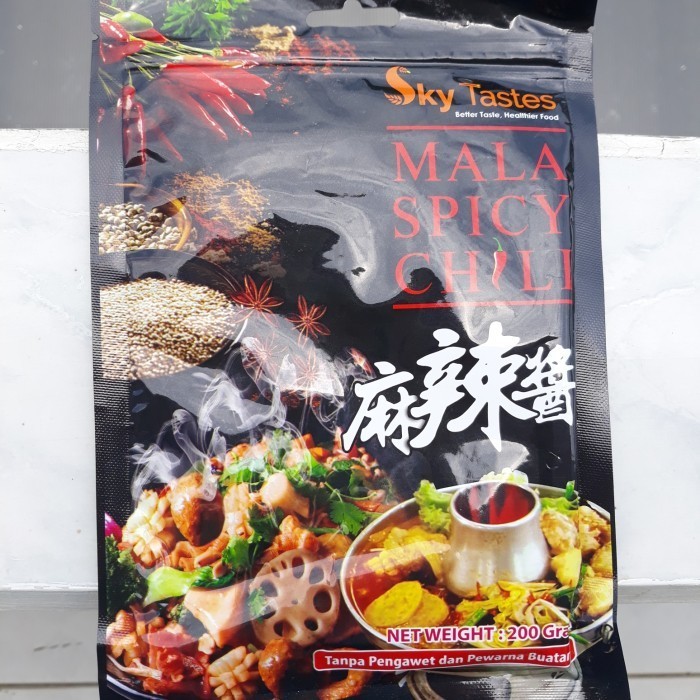 Sky Tastes
Better Taste, Healthier Food
MALA
SPICY
CHILI
麻辣醬
NET WEIGHT : 200 Gra
Tanpa Pengawet dan Pewarna Buatan